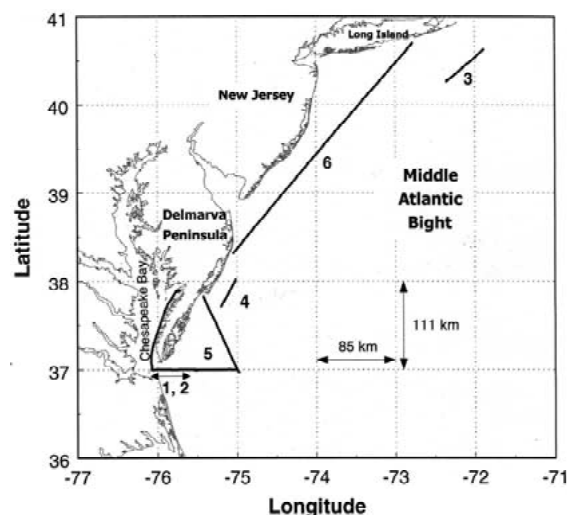 41
Long Island
3
New Jersey
40
6
Middle
Atlantic
Bight
39
Delmarva
Peninsula
Latitude
Chesapeake Bay
38
4
111 km
85 km
5
37
1, 2
36
-77
-76
-75
-74
-73
-72
-71
Longitude